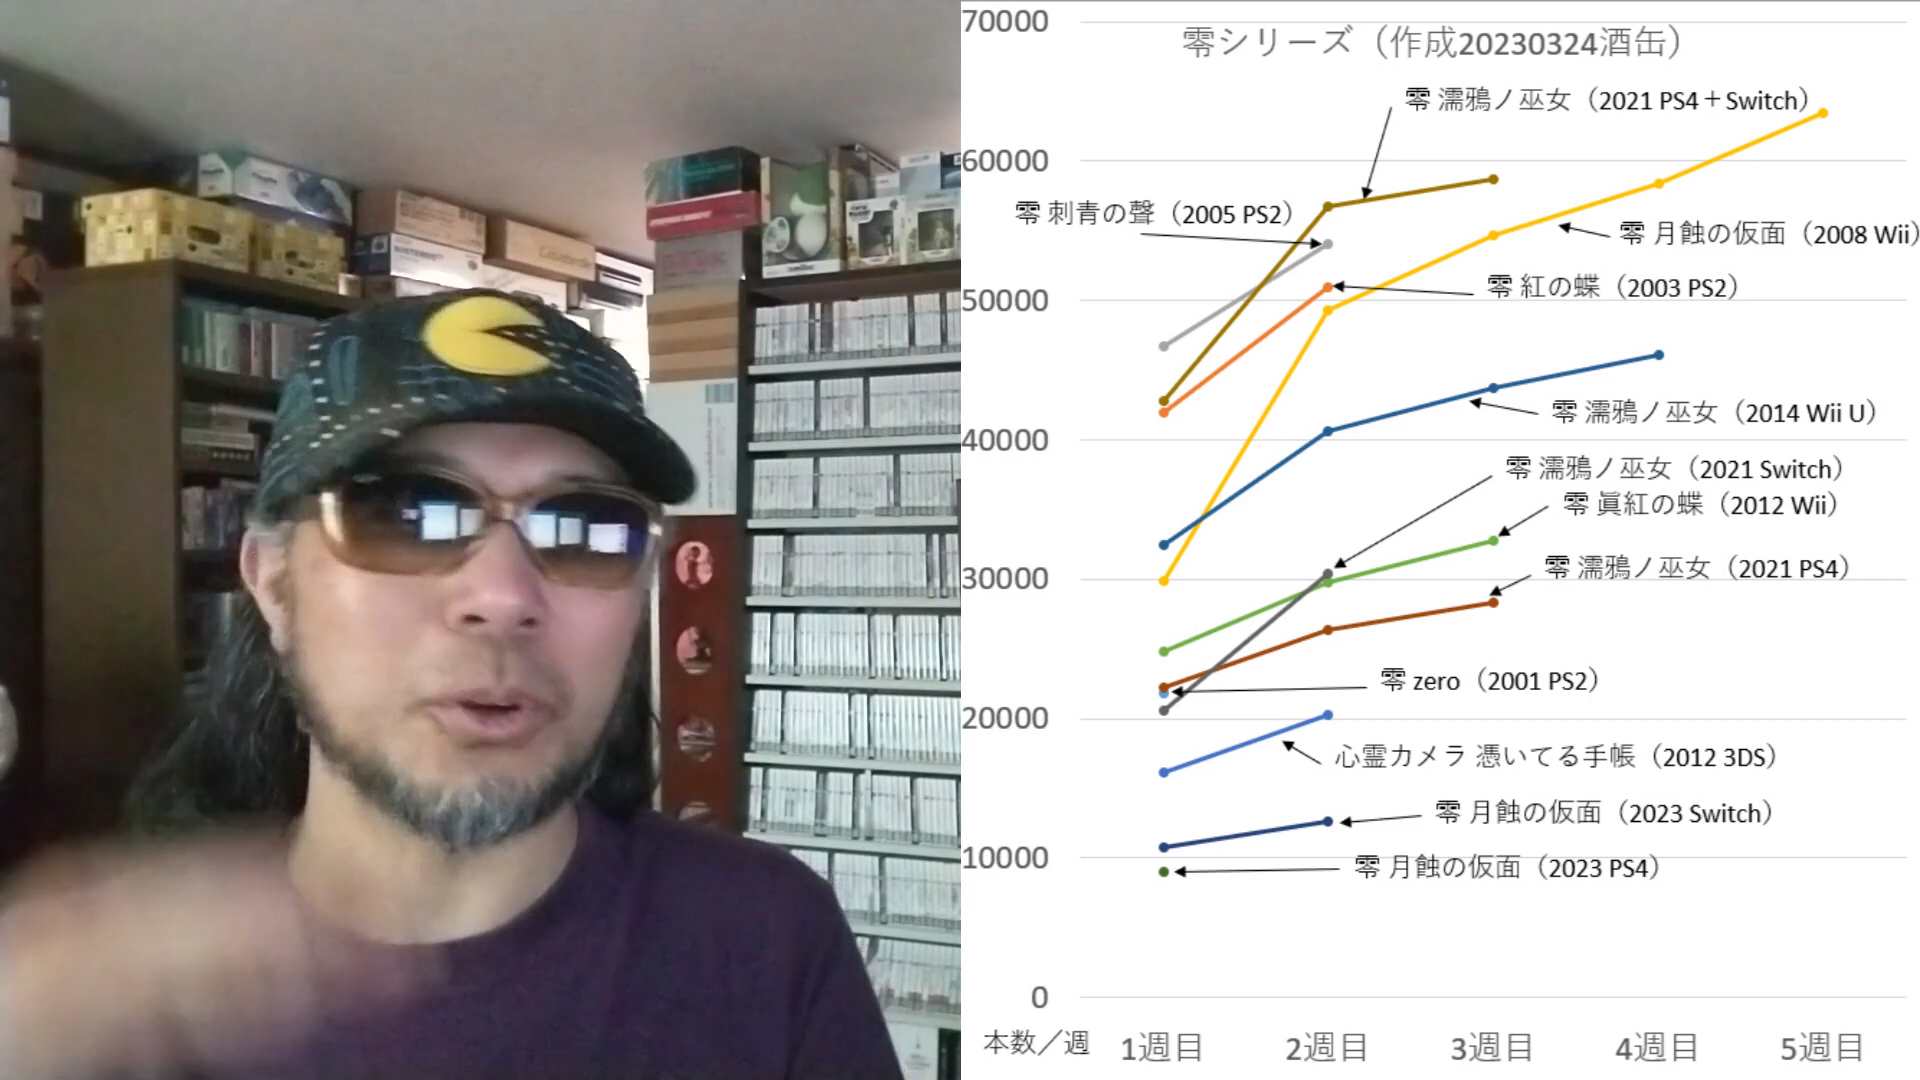 70000
零シリーズ（作成20230324酒缶）
零 濡鴉ノ巫女（2021 PS4＋Switch）
60000
零 刺青の聲（2005 PS2）
零 月蝕の仮面（2008 Wii）
零 紅の蝶（2003 PS2）
50000
零 濡鴉ノ巫女（2014 Wii U）
40000
零 濡鴉ノ巫女（2021 Switch）
零 眞紅の蝶（2012 Wii）
零 濡鴉ノ巫女（2021 PS4）
30000
零 zero（2001 PS2）
20000
心霊カメラ 憑いてる手帳（2012 3DS）
零 月蝕の仮面（2023 Switch）
10000
零 月蝕の仮面（2023 PS4）
0
本数／週
1週目 2週目 3週目 4週目 5週目